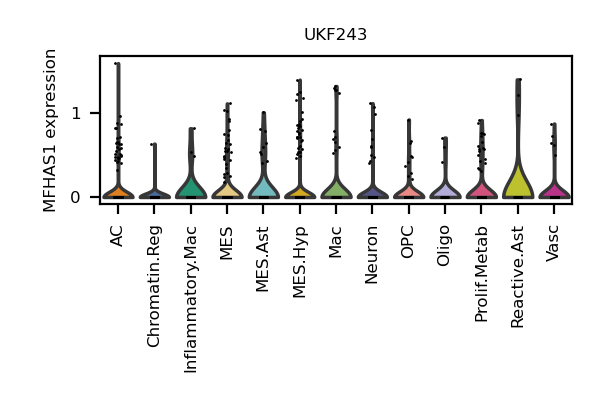 UKF243
MFHAS1 expression
1
0
AC
Chromatin.Reg
Inflammatory.Mac
MES
MES.Ast
MES.Hyp
Mac
Neuron
OPC
Oligo
Prolif.Metab
Reactive.Ast
Vasc